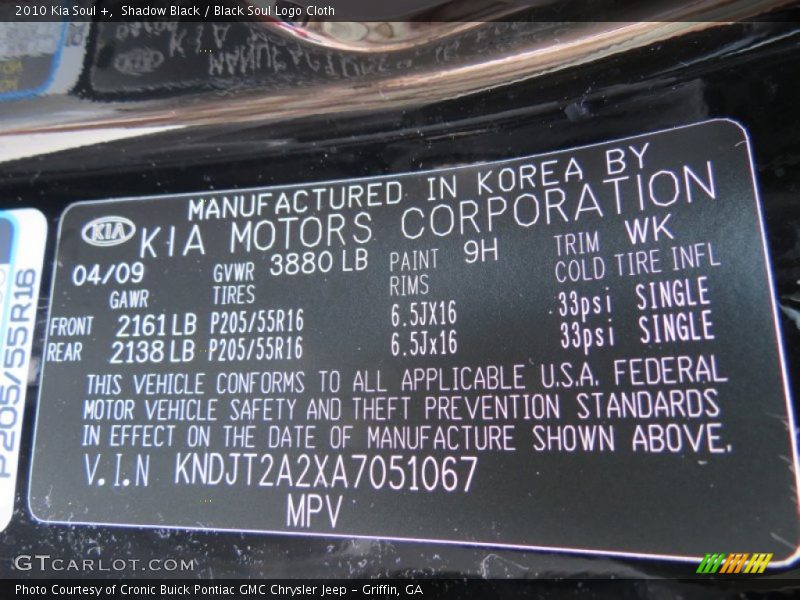 2010 Kia Soul +, Shadow Black / Black Soul Logo Cloth
MANUFACTURED IN KOREA BY
KIA KIA MOTORS CORPORATION
04/09 GVWR 3880 LB PAINT 9H TRIM WK
GAWR TIRES RIMS COLD TIRE INFL
FRONT 2161 LB P205/55R16 6.5JX16 33psi SINGLE
REAR 2138 LB P205/55R16 6.5Jx16 33psi SINGLE
THIS VEHICLE CONFORMS TO ALL APPLICABLE U.S.A. FEDERAL
MOTOR VEHICLE SAFETY AND THEFT PREVENTION STANDARDS
IN EFFECT ON THE DATE OF MANUFACTURE SHOWN ABOVE.
V.I.N KNDJT2A2XA7051067
MPV
P205/55R16
GTCARLOT.COM
Photo Courtesy of Cronic Buick Pontiac GMC Chrysler Jeep - Griffin, GA